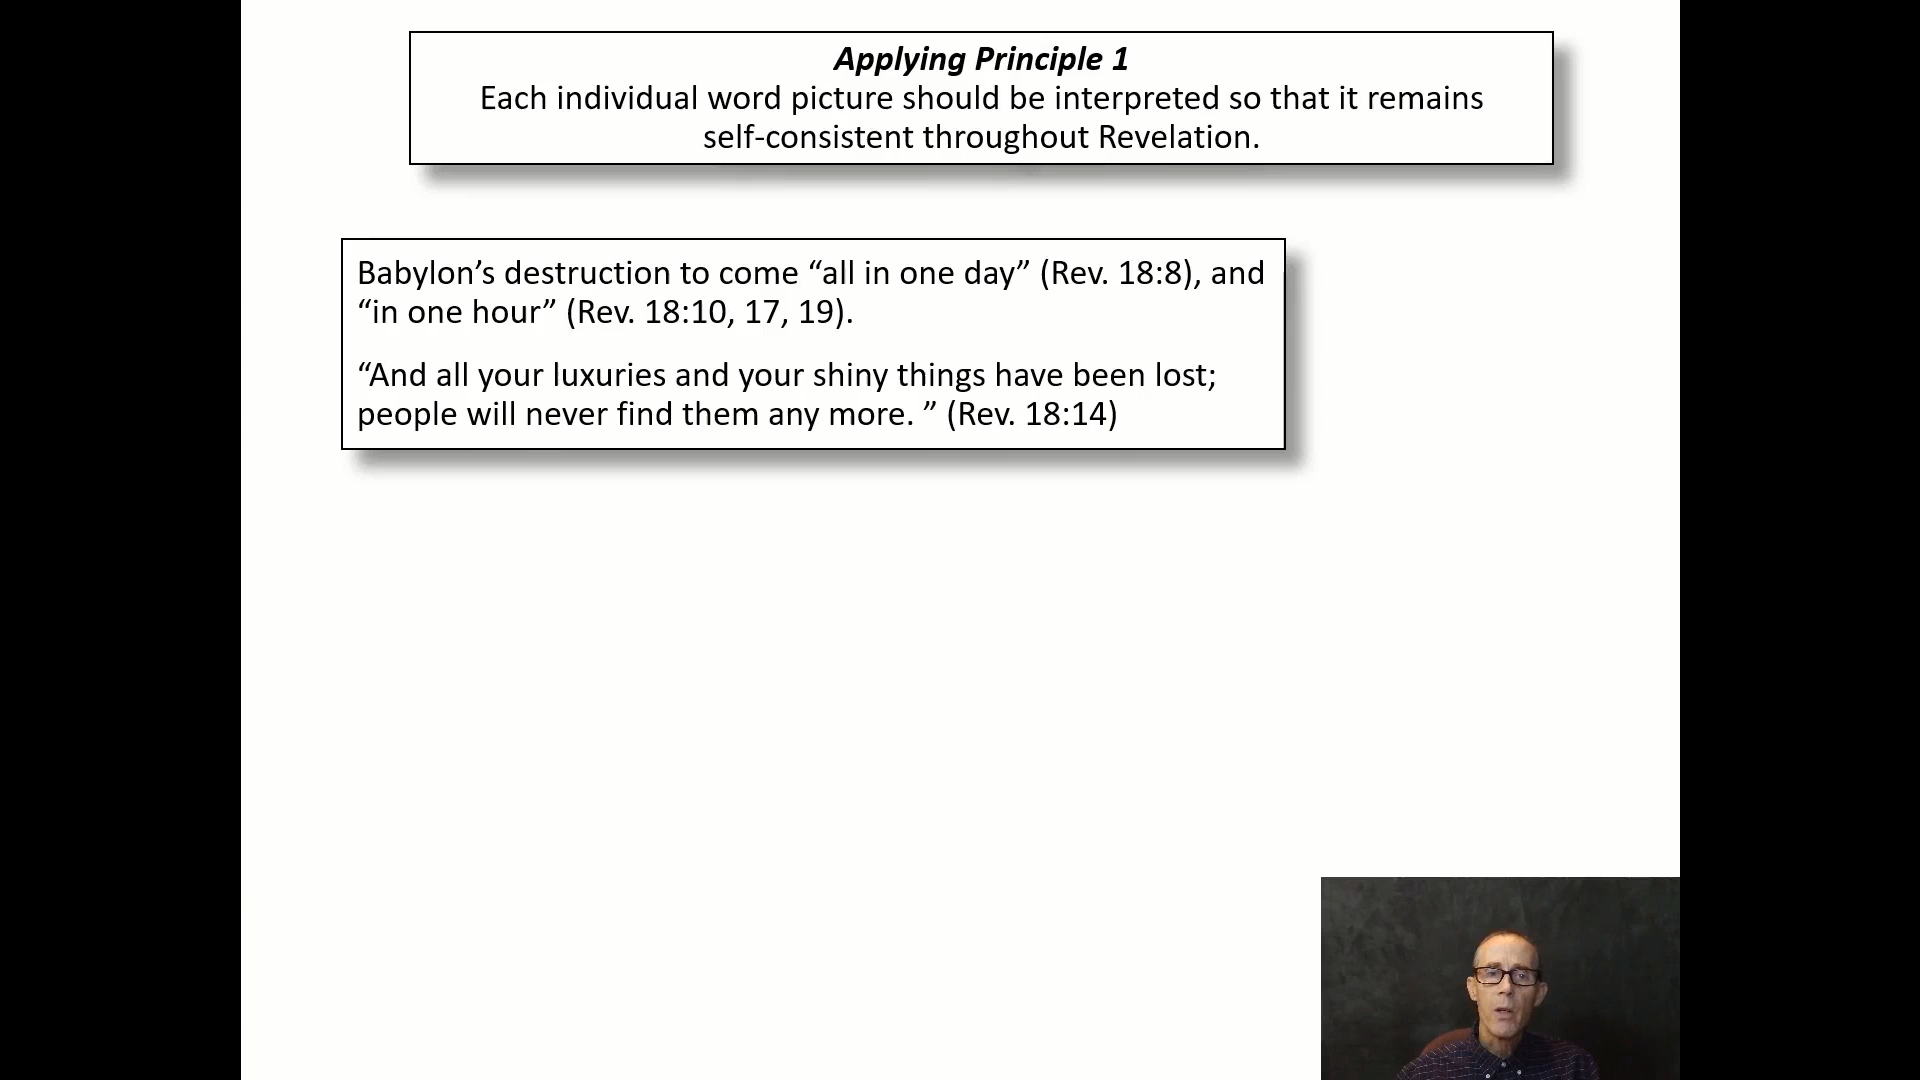 Applying Principle 1
Each individual word picture should be interpreted so that it remains
self-consistent throughout Revelation.
Babylon’s destruction to come “all in one day” (Rev. 18:8), and
“in one hour” (Rev. 18:10, 17, 19).
“And all your luxuries and your shiny things have been lost;
people will never find them any more. ” (Rev. 18:14)